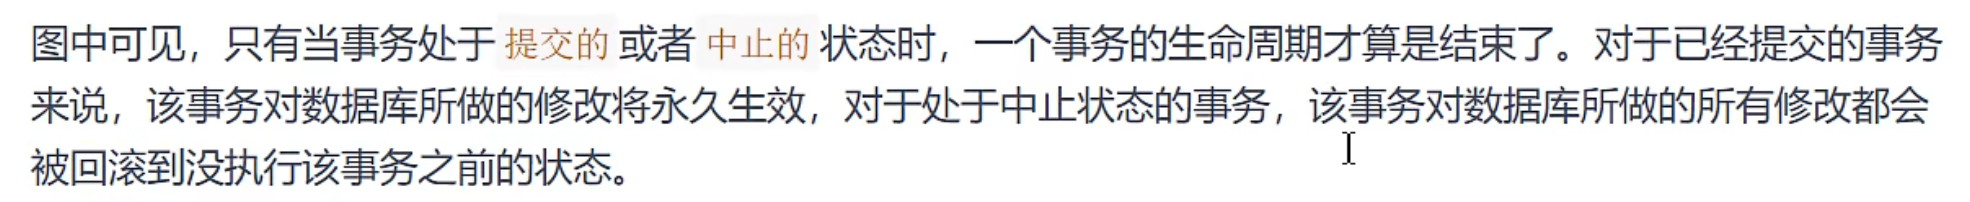 图中可见，只有当事务处于 提交的 或者 中止的 状态时，一个事务的生命周期才算是结束了。对于已经提交的事务
来说，该事务对数据库所做的修改将永久生效，对于处于中止状态的事务，该事务对数据库所做的所有修改都会
被回滚到没执行该事务之前的状态。